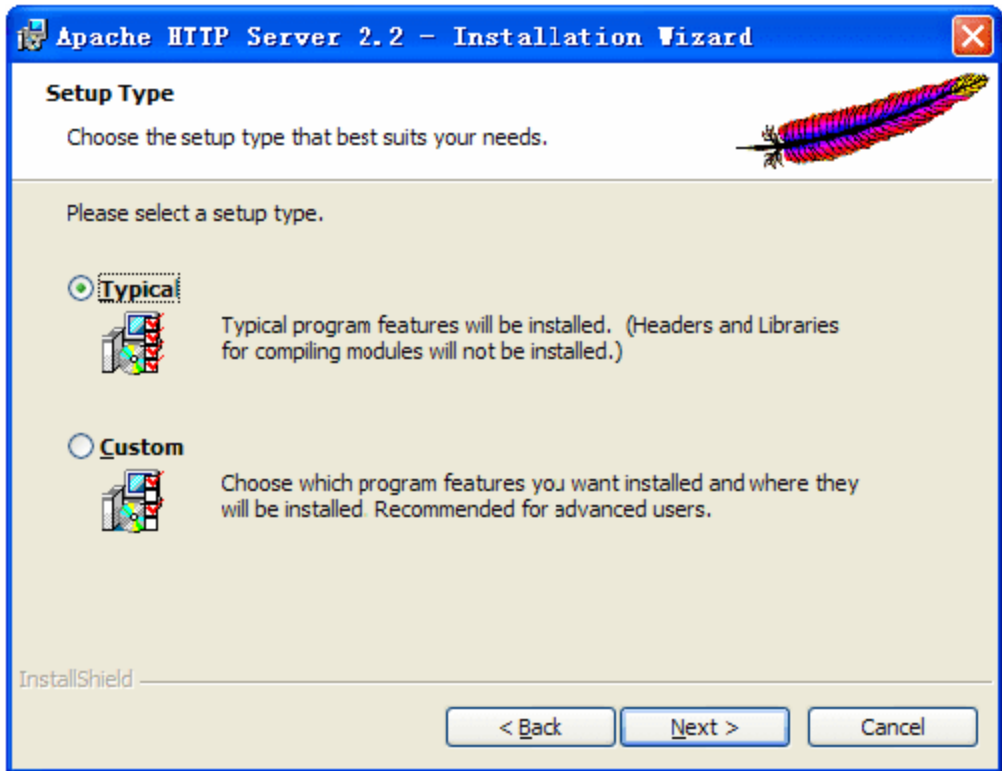 Apache HTTP Server 2.2 - Installation Wizard
Setup Type
Choose the setup type that best suits your needs.
Please select a setup type.
Typical
Typical program features will be installed. (Headers and Libraries
for compiling modules will not be installed.)
Custom
Choose which program features you want installed and where they
will be installed. Recommended for advanced users.
InstallShield
< Back
Next >
Cancel